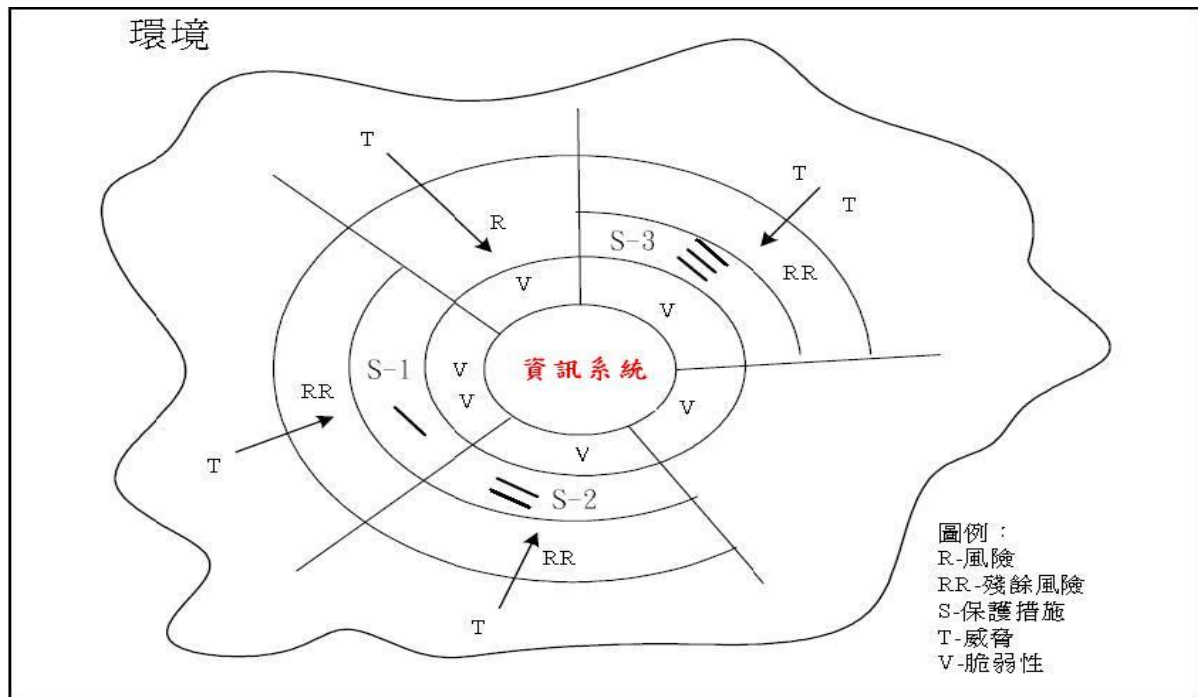 環境
T
T
T
R
S-3
RR
V
V
資訊系統
S-1
V
V
V
RR
T
V
S-2
RR
T
圖例：
R-風險
RR-殘餘風險
S-保護措施
T-威脅
V-脆弱性